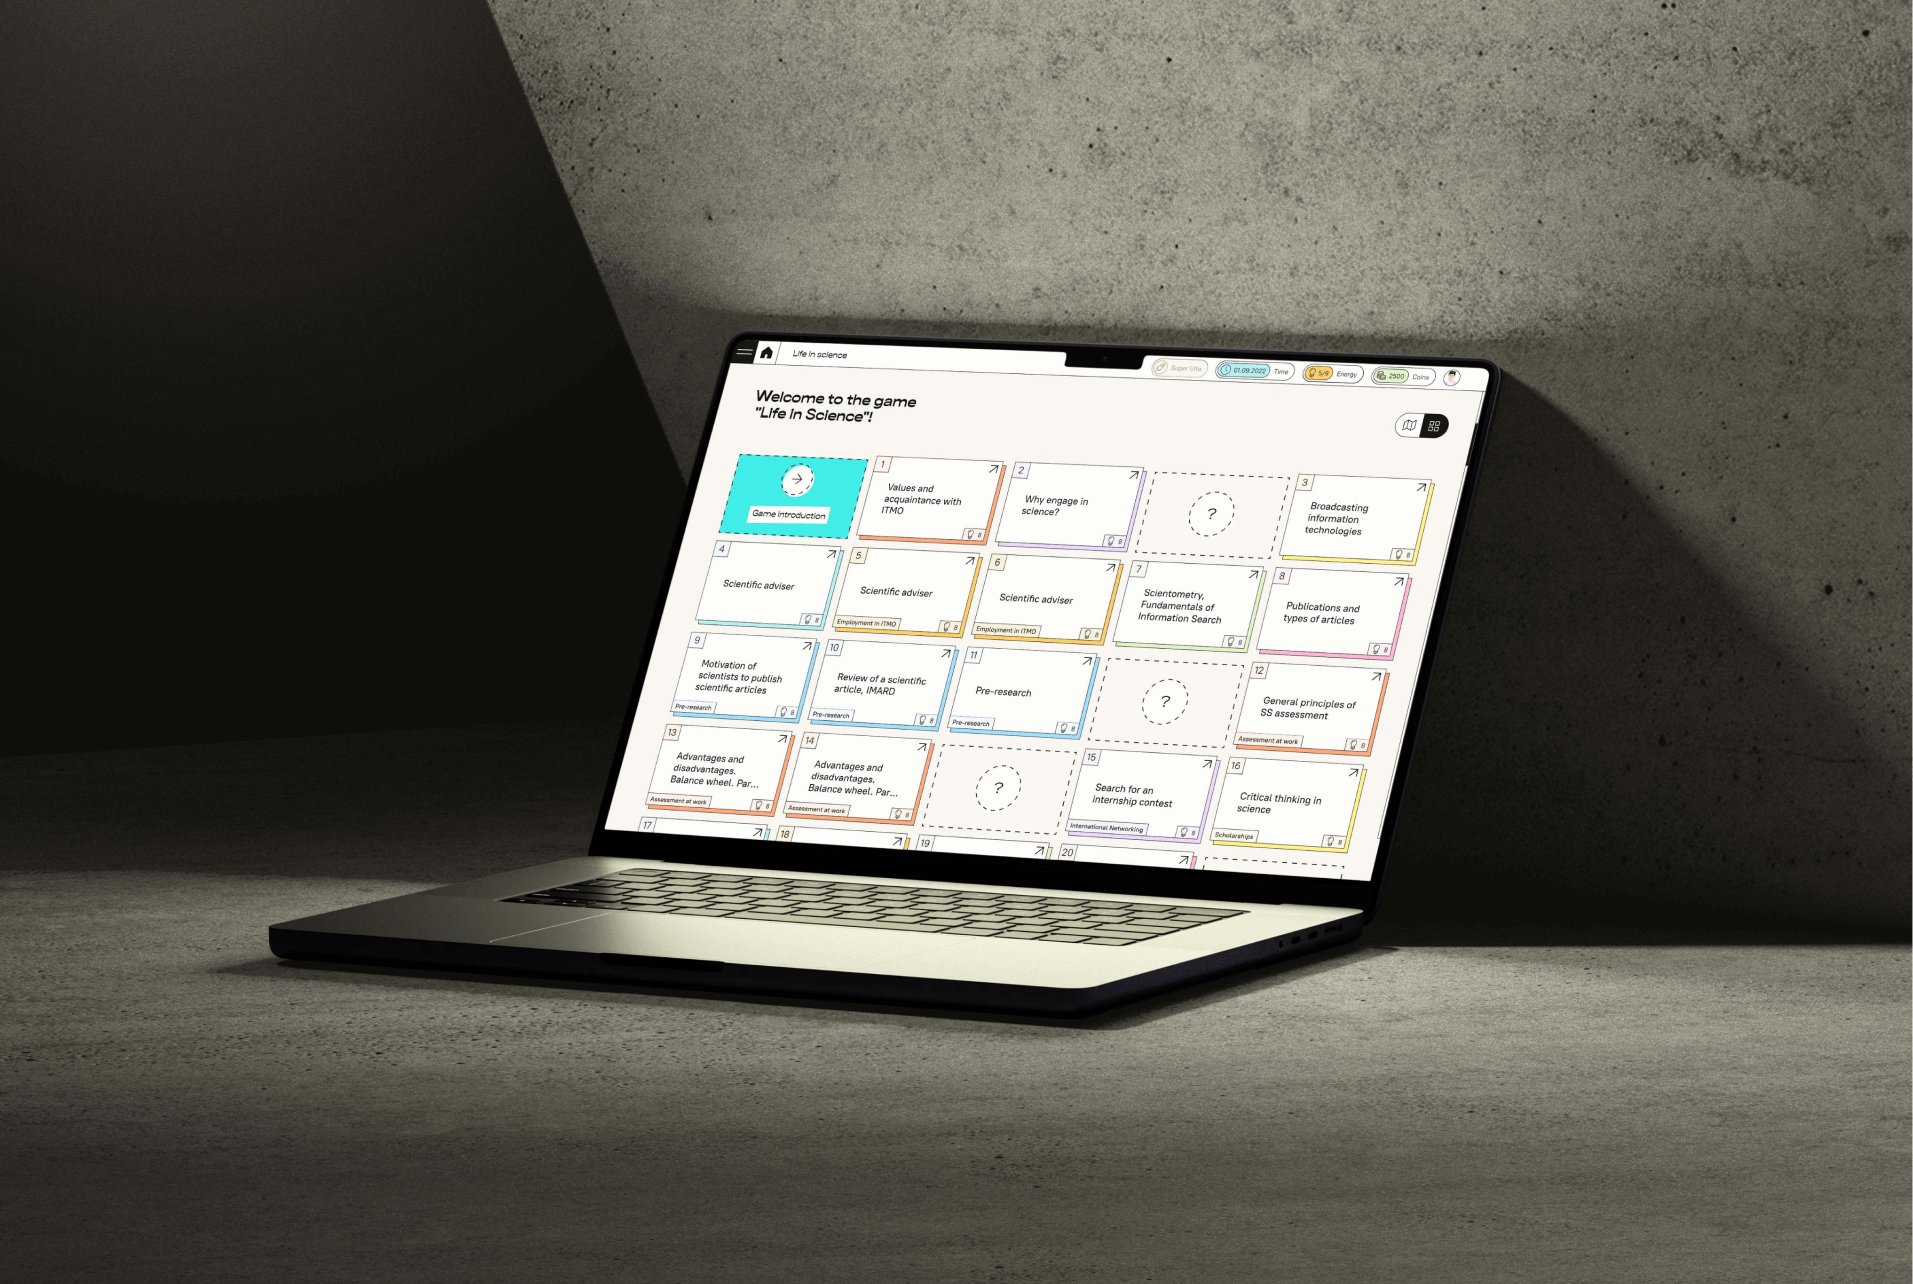 Life in science
Super Ulta
01.09.2022 Time
5/9 Energy
2500 Coins
Welcome to the game
"Life in Science"!
Game introduction
1
Values and
acquaintance with
ITMO
8
2
Why engage in
science?
8
?
3
Broadcasting
information
technologies
8
4
Scientific adviser
8
5
Scientific adviser
Employment in ITMO
8
6
Scientific adviser
Employment in ITMO
8
7
Scientometry,
Fundamentals of
Information Search
8
8
Publications and
types of articles
8
9
Motivation of
scientists to publish
scientific articles
Pre-research
8
10
Review of a scientific
article, IMARD
Pre-research
8
11
Pre-research
Pre-research
8
?
12
General principles of
SS assessment
Assessment at work
8
13
Advantages and
disadvantages.
Balance wheel. Par...
Assessment at work
8
14
Advantages and
disadvantages.
Balance wheel. Par...
Assessment at work
8
?
15
Search for an
internship contest
International Networking
8
16
Critical thinking in
science
Scholarships
8
17
18
19
20